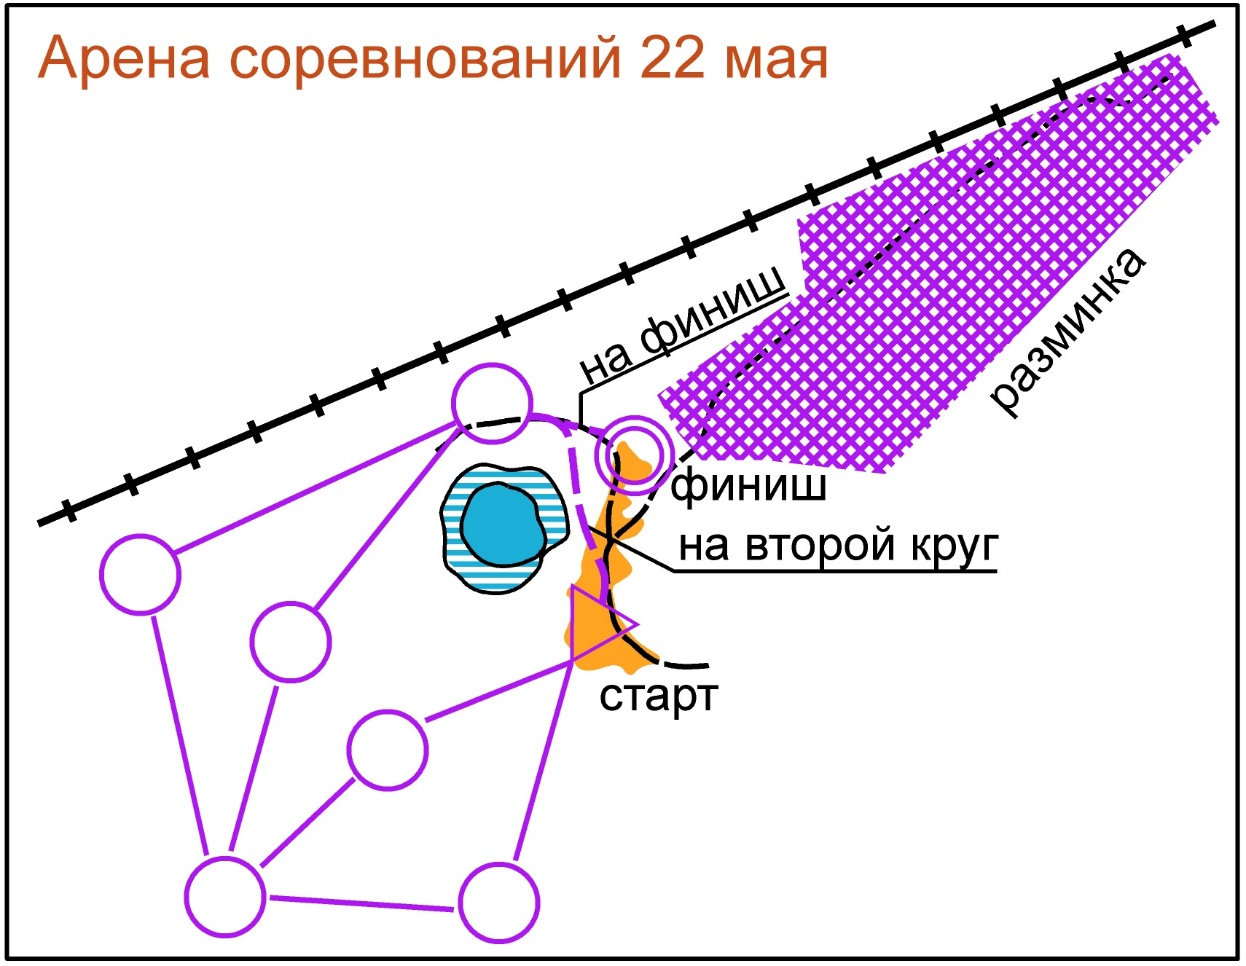 Арена соревнований 22 мая
на финиш
разминка
финиш
на второй круг
старт